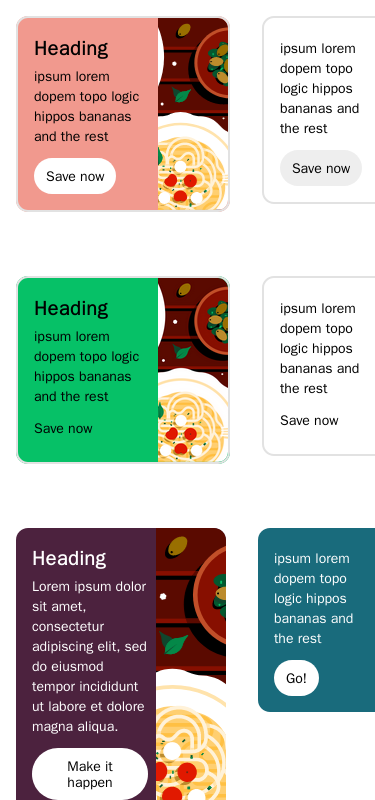 Heading
ipsum lorem
dopem topo logic
hippos bananas
and the rest
Save now
ipsum lorem
dopem topo
logic hippos
bananas and
the rest
Save now
Heading
ipsum lorem
dopem topo logic
hippos bananas
and the rest
Save now
ipsum lorem
dopem topo
logic hippos
bananas and
the rest
Save now
Heading
Lorem ipsum dolor
sit amet,
consectetur
adipiscing elit, sed
do eiusmod
tempor incididunt
ut labore et dolore
magna aliqua.
Make it
happen
ipsum lorem
dopem topo
logic hippos
bananas and
the rest
Go!